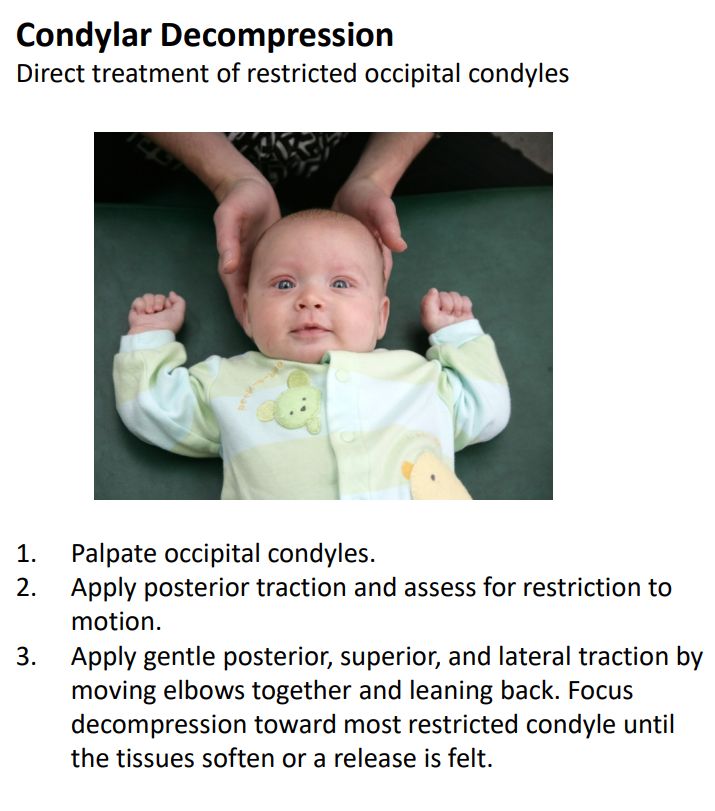 Condylar Decompression
Direct treatment of restricted occipital condyles
1. Palpate occipital condyles.
2. Apply posterior traction and assess for restriction to
motion.
3. Apply gentle posterior, superior, and lateral traction by
moving elbows together and leaning back. Focus
decompression toward most restricted condyle until
the tissues soften or a release is felt.